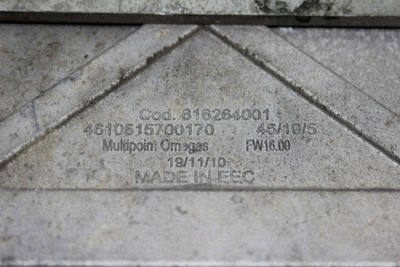 Cod. 616264001
4610515700170 45/10/5
Multipoint Omegas FW16.00
19/11/10
MADE IN EEC